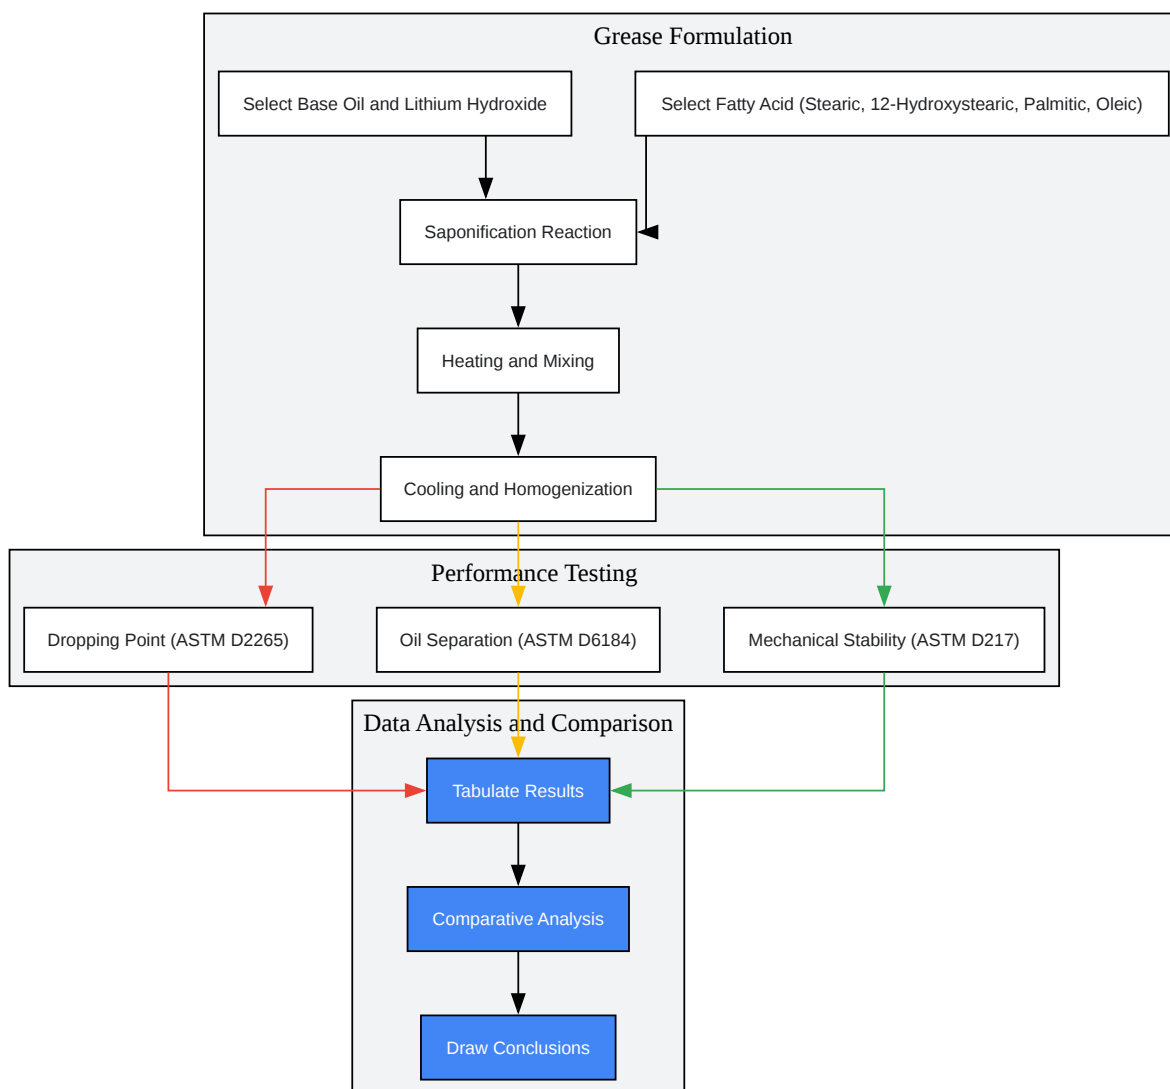 Grease Formulation
Select Base Oil and Lithium Hydroxide
Select Fatty Acid (Stearic, 12-Hydroxystearic, Palmitic, Oleic)
Saponification Reaction
Heating and Mixing
Cooling and Homogenization
Performance Testing
Dropping Point (ASTM D2265)
Oil Separation (ASTM D6184)
Mechanical Stability (ASTM D217)
Data Analysis and Comparison
Tabulate Results
Comparative Analysis
Draw Conclusions